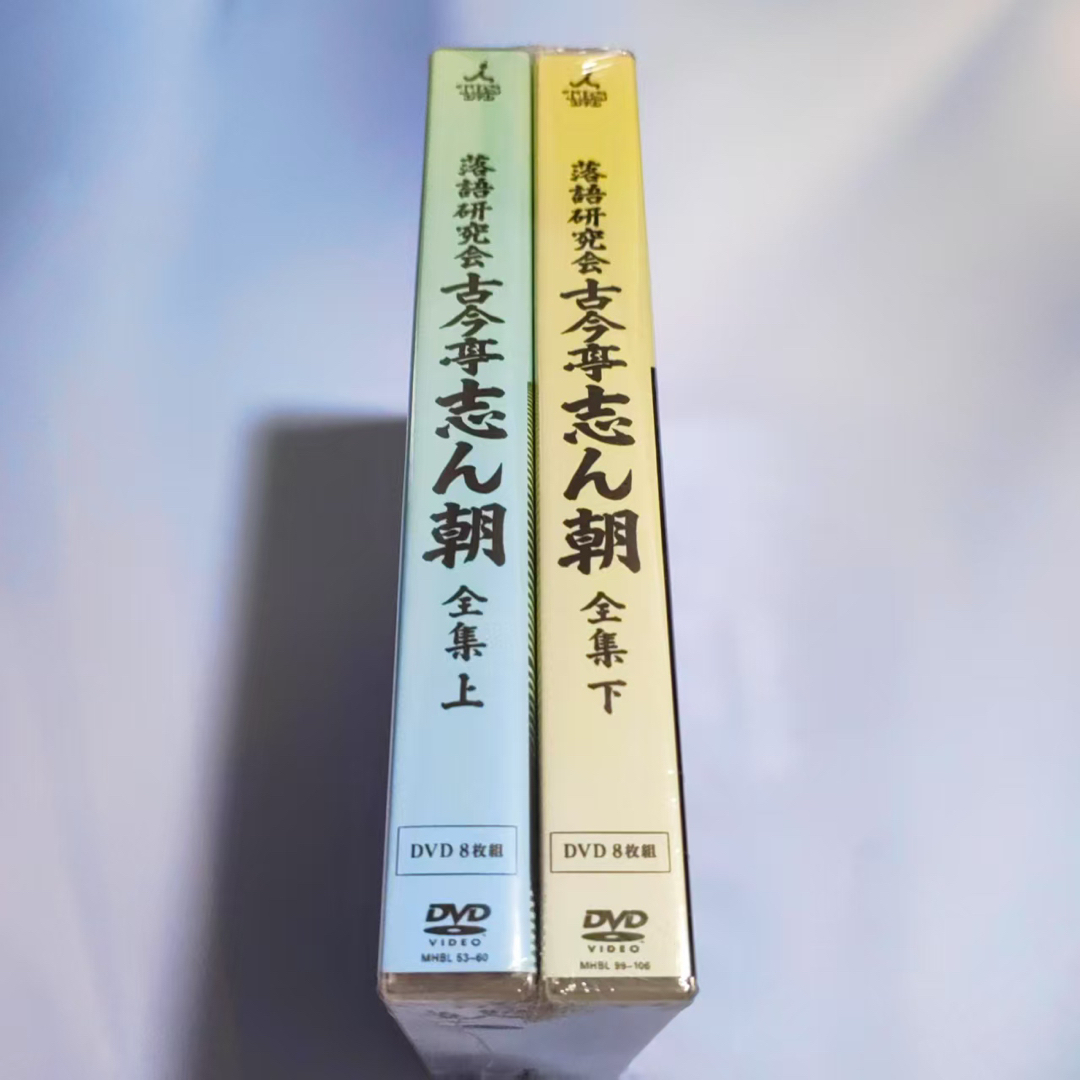 落語研究会 古今亭志ん朝 全集 上
DVD 8枚組
DVD
VIDEO
MHBL 53-60
落語研究会 古今亭志ん朝 全集 下
DVD 8枚組
DVD
VIDEO
MHBL 99-106